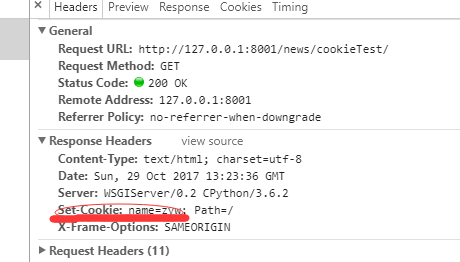 Headers Preview Response Cookies Timing
General
Request URL: http://127.0.0.1:8001/news/cookieTest/
Request Method: GET
Status Code: 200 OK
Remote Address: 127.0.0.1:8001
Referrer Policy: no-referrer-when-downgrade
Response Headers view source
Content-Type: text/html; charset=utf-8
Date: Sun, 29 Oct 2017 13:23:36 GMT
Server: WSGIServer/0.2 CPython/3.6.2
Set-Cookie: name=zyw; Path=/
X-Frame-Options: SAMEORIGIN
Request Headers (11)